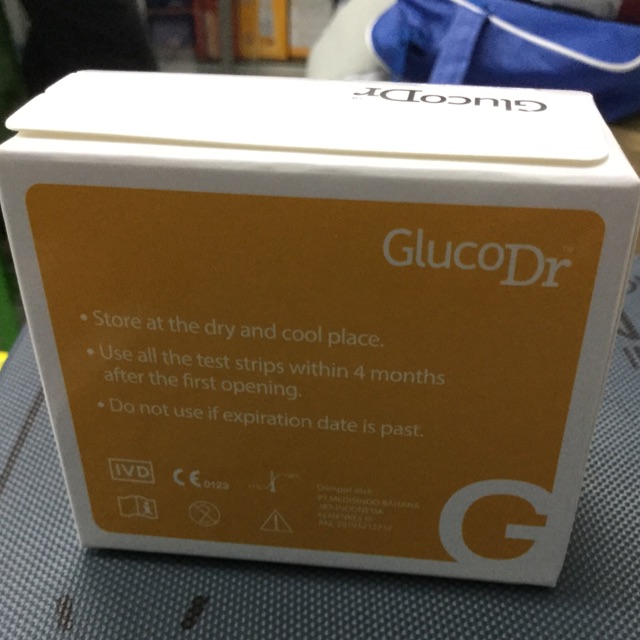 GlucoDr
GlucoDr
• Store at the dry and cool place.
• Use all the test strips within 4 months
after the first opening.
• Do not use if expiration date is past.
IVD
CE 0123
G